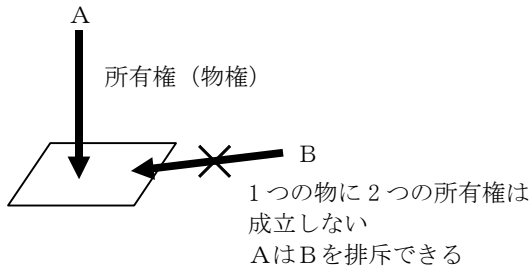 A
所有権（物権）
B
1つの物に2つの所有権は
成立しない
AはBを排斥できる